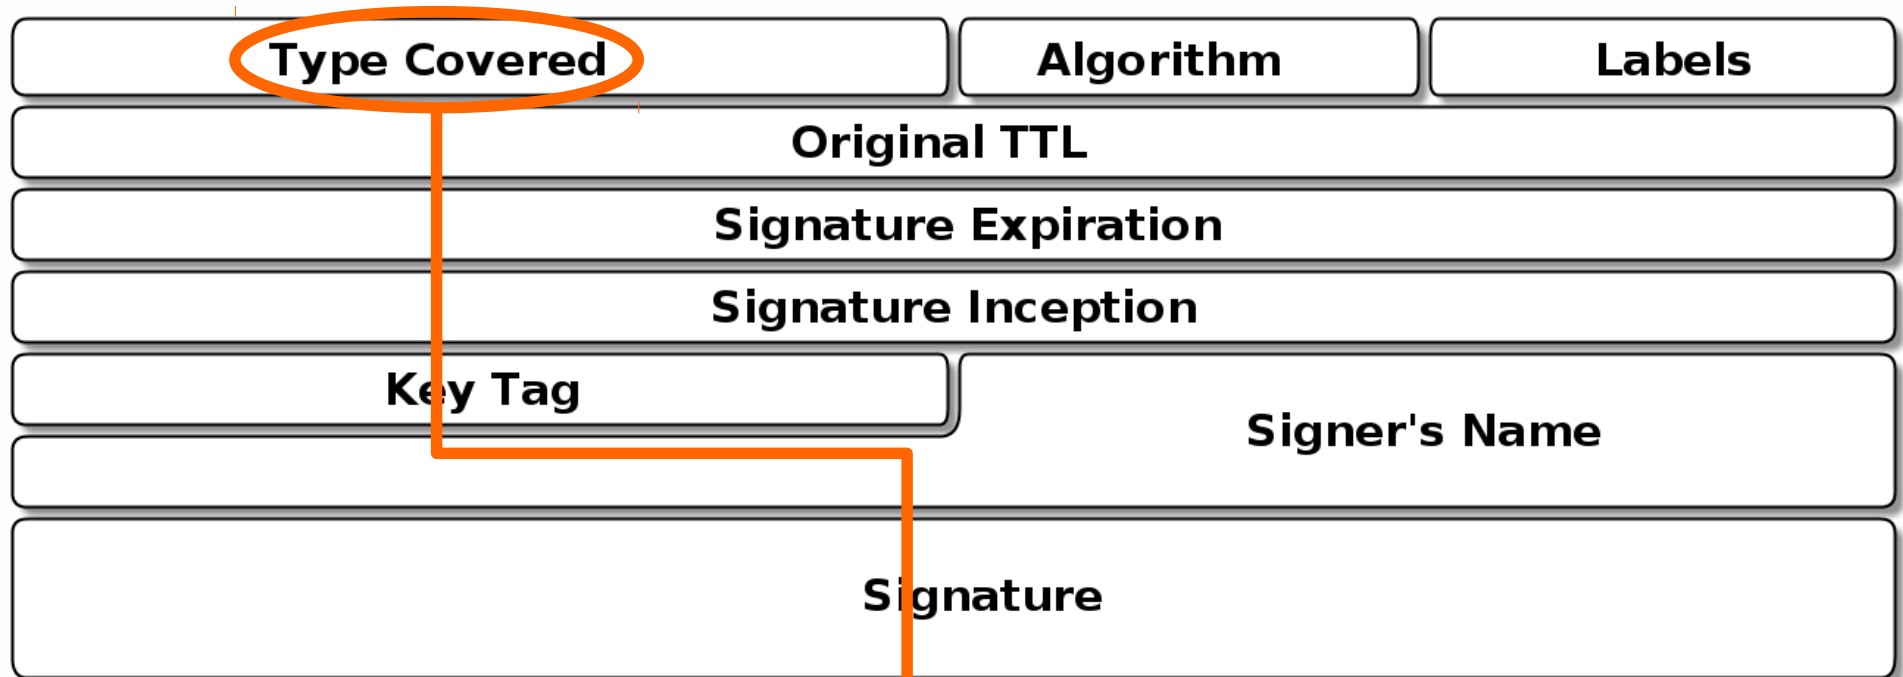 Type Covered Algorithm Labels
Original TTL
Signature Expiration
Signature Inception
Key Tag
Signer's Name
Signature